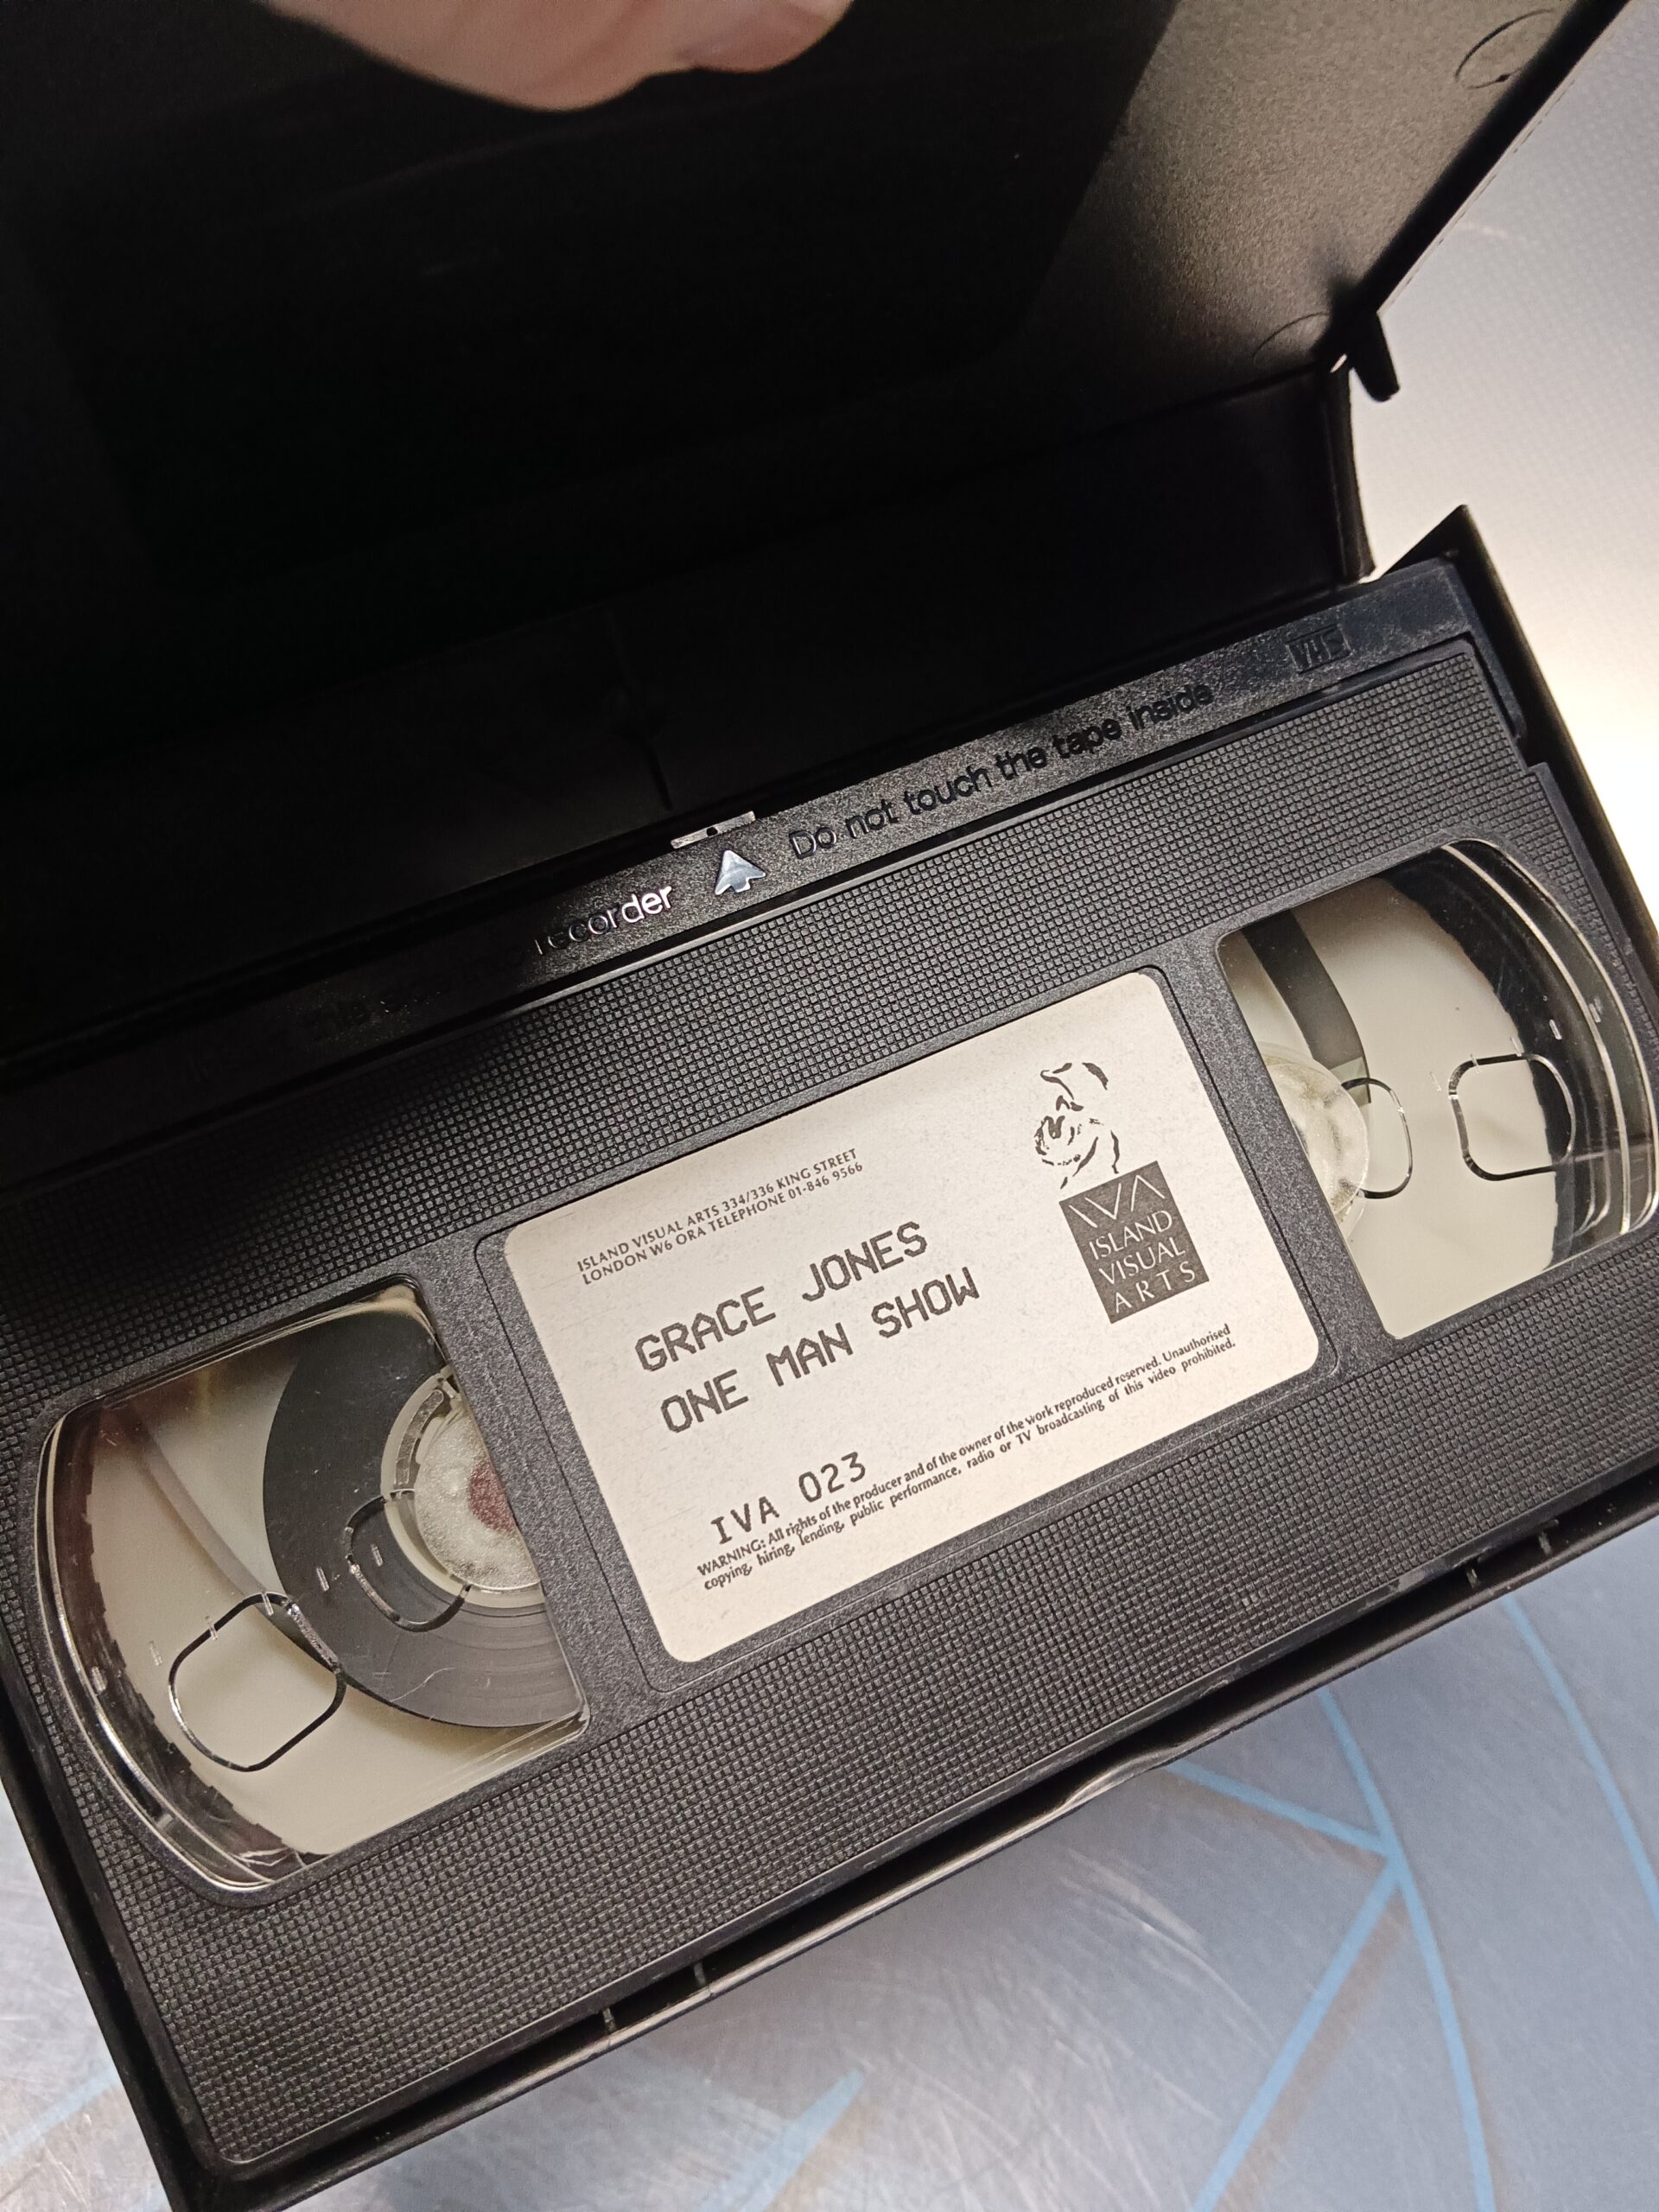 VHS
recorder Do not touch the tape inside
ISLAND VISUAL ARTS 334/336 KING STREET
LONDON W6 ORA TELEPHONE 01-846 9566
GRACE JONES
ONE MAN SHOW
IVA 023
IVA
ISLAND
VISUAL
ARTS
WARNING: All rights of the producer and of the owner of the work reproduced reserved. Unauthorised
copying, hiring, lending, public performance, radio or TV broadcasting of this video prohibited.